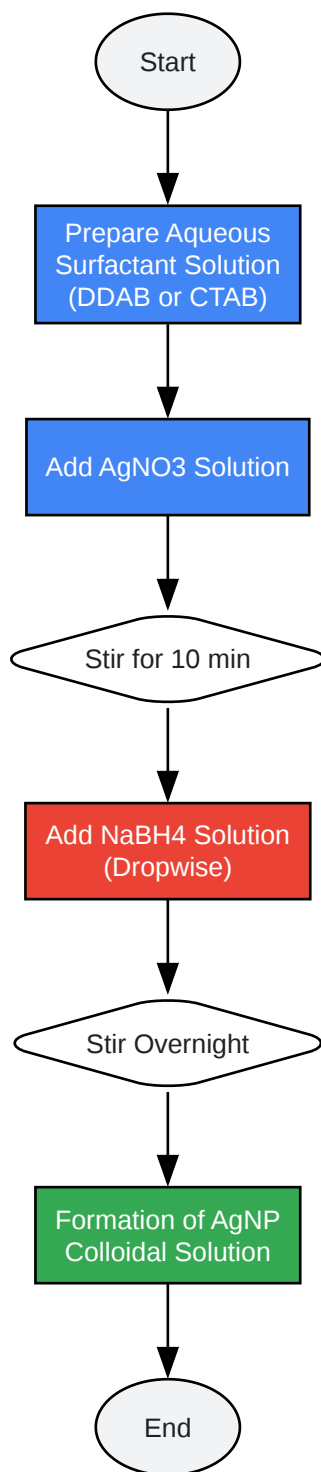 Start
Prepare Aqueous
Surfactant Solution
(DDAB or CTAB)
Add AgNO3 Solution
Stir for 10 min
Add NaBH4 Solution
(Dropwise)
Stir Overnight
Formation of AgNP
Colloidal Solution
End